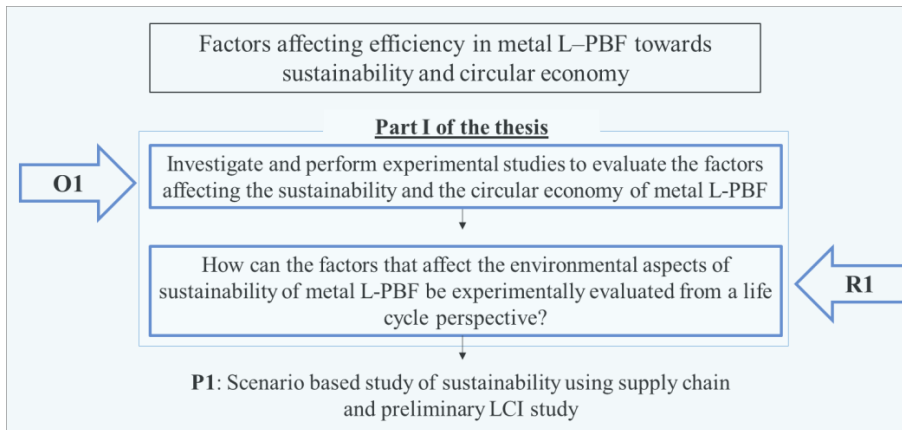 Factors affecting efficiency in metal L–PBF towards
sustainability and circular economy
Part I of the thesis
O1
Investigate and perform experimental studies to evaluate the factors
affecting the sustainability and the circular economy of metal L-PBF
How can the factors that affect the environmental aspects of
sustainability of metal L-PBF be experimentally evaluated from a life
cycle perspective?
R1
P1: Scenario based study of sustainability using supply chain
and preliminary LCI study